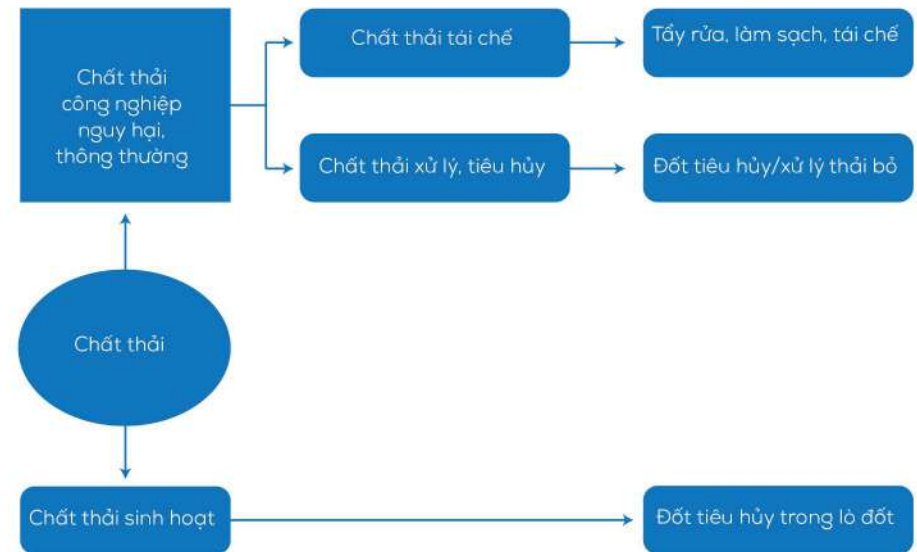 Chất thải
công nghiệp
nguy hại,
thông thường
Chất thải tái chế
Tẩy rửa, làm sạch, tái chế
Chất thải xử lý, tiêu hủy
Đốt tiêu hủy/xử lý thải bỏ
Chất thải
Chất thải sinh hoạt
Đốt tiêu hủy trong lò đốt